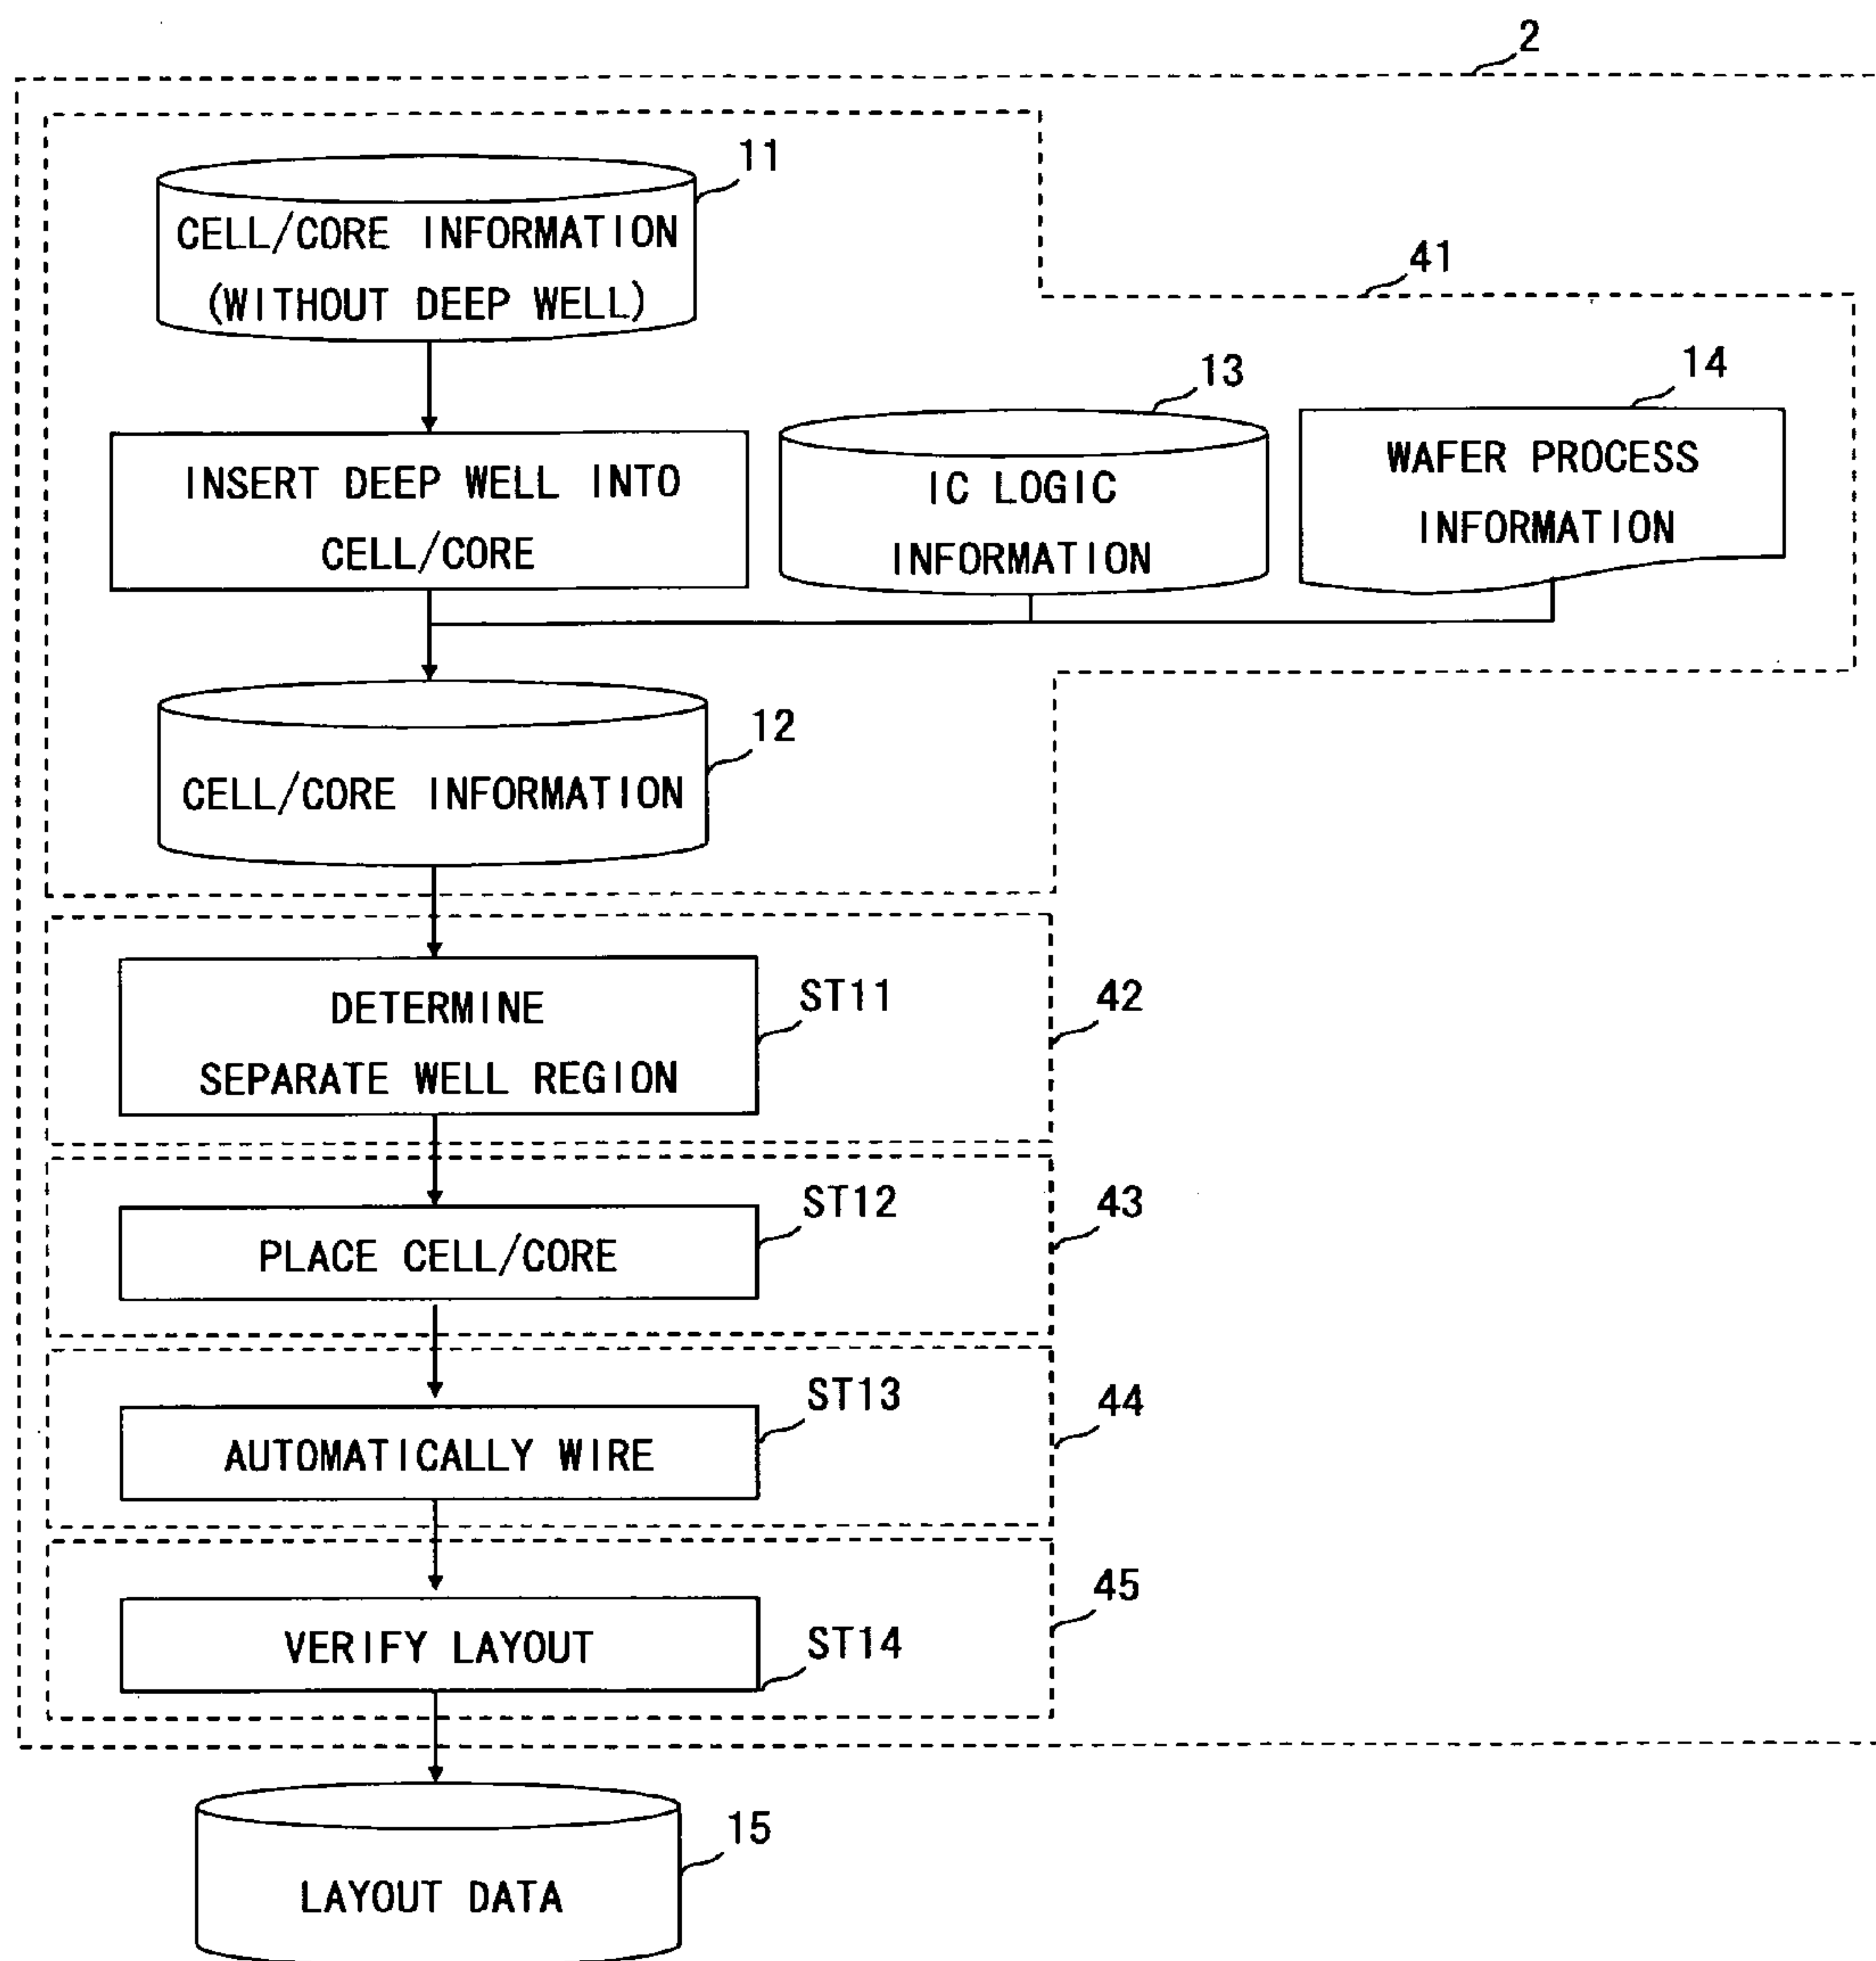 2
11
CELL/CORE INFORMATION
(WITHOUT DEEP WELL)
41
13
14
INSERT DEEP WELL INTO
CELL/CORE
IC LOGIC
INFORMATION
WAFER PROCESS
INFORMATION
12
CELL/CORE INFORMATION
DETERMINE
SEPARATE WELL REGION
ST11
42
ST12
43
PLACE CELL/CORE
ST13
44
AUTOMATICALLY WIRE
45
VERIFY LAYOUT
ST14
15
LAYOUT DATA